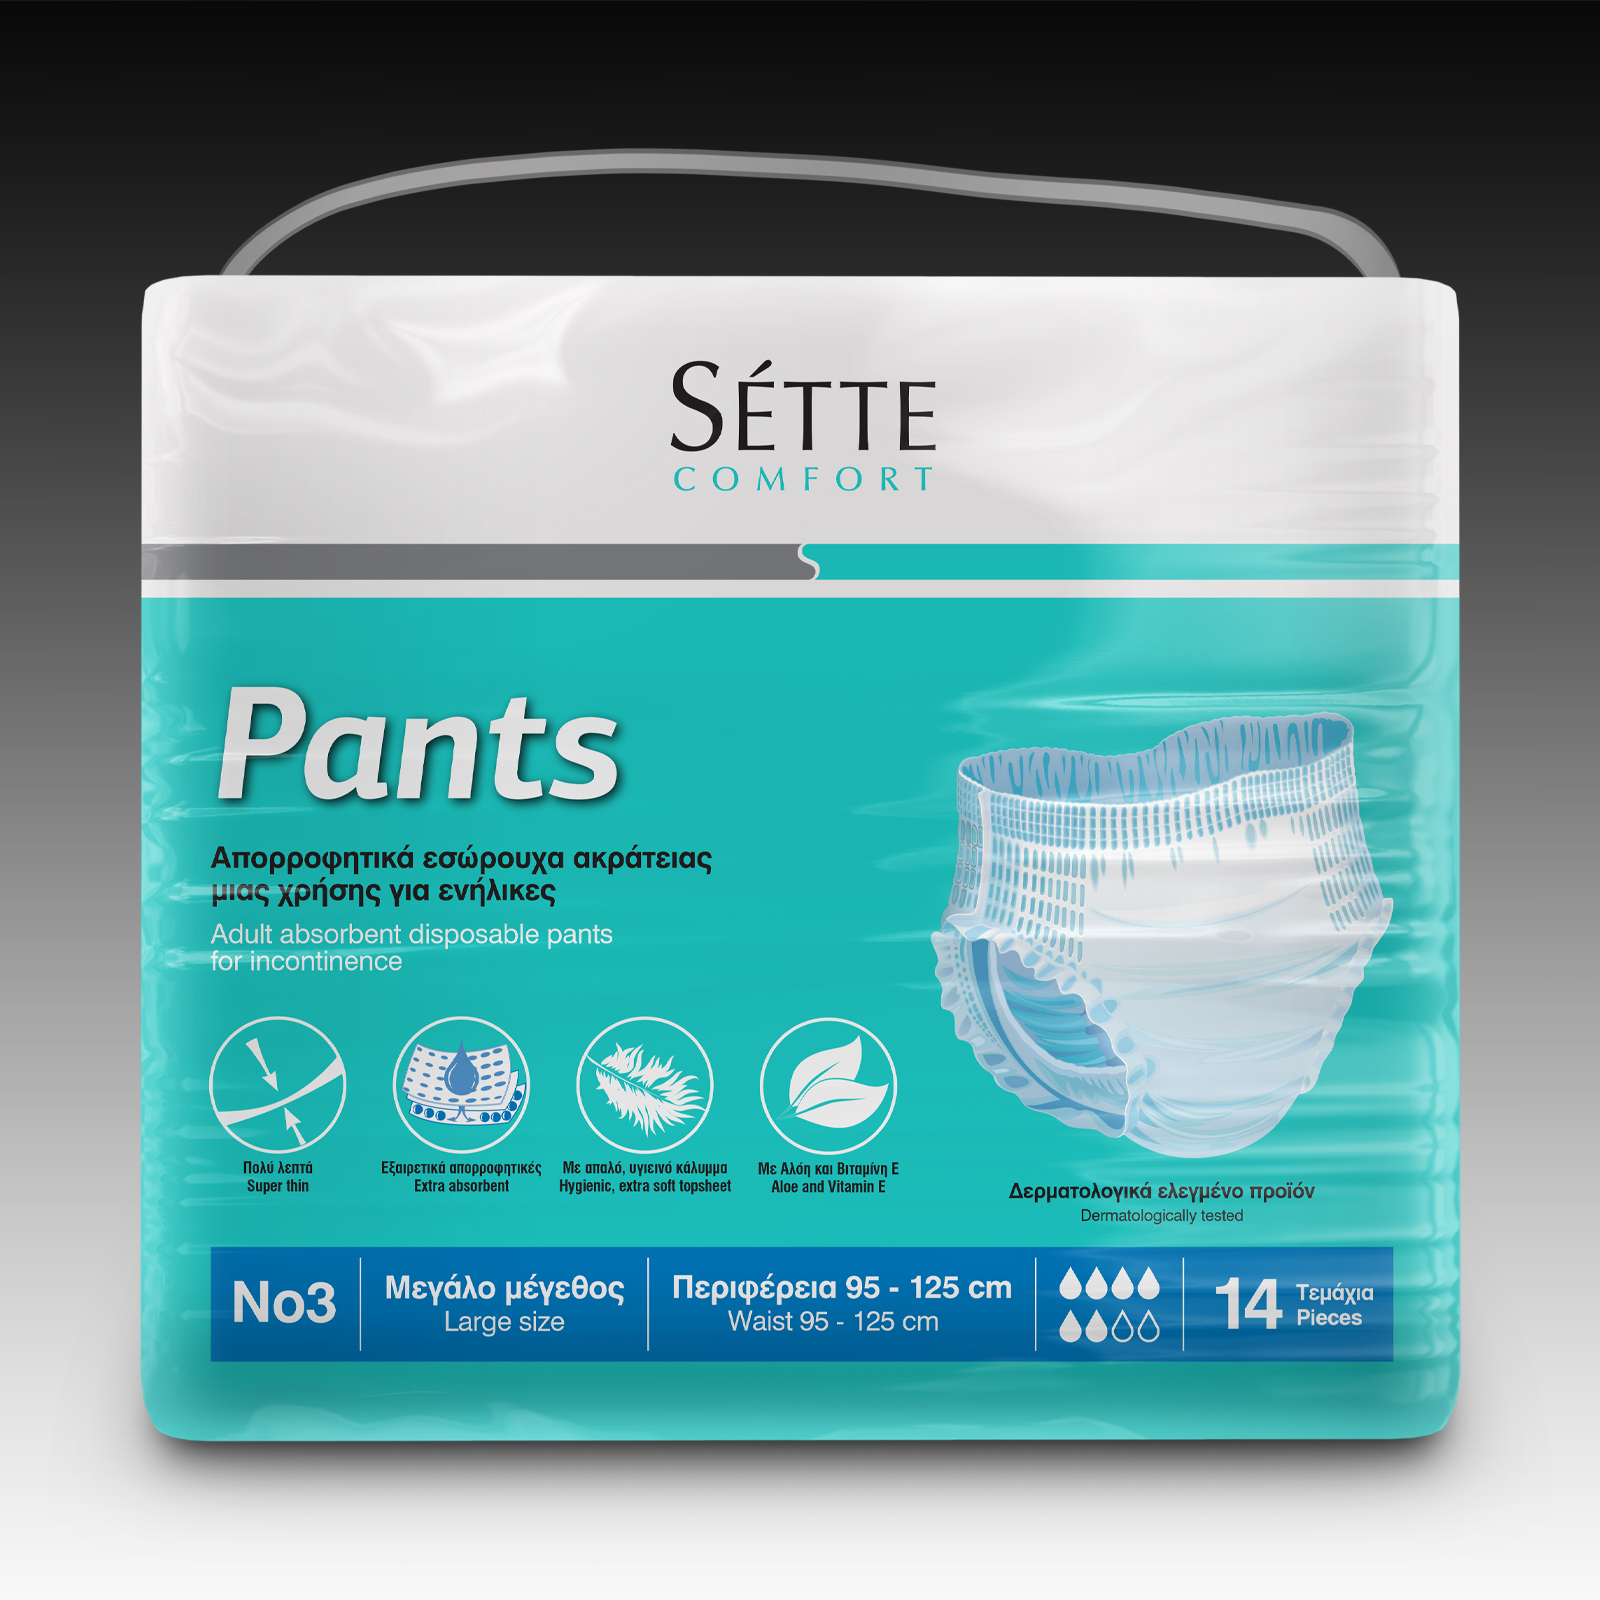 SÉTTE
COMFORT
Pants
Απορροφητικά εσώρουχα ακράτειας
μιας χρήσης για ενήλικες
Adult absorbent disposable pants
for incontinence
Πολύ λεπτά
Super thin
Εξαιρετικά απορροφητικές
Extra absorbent
Με απαλό, υγιεινό κάλυμμα
Hygienic, extra soft topsheet
Με Αλόη και Βιταμίνη Ε
Aloe and Vitamin E
Δερματολογικά ελεγμένο προϊόν
Dermatologically tested
No3
Μεγάλο μέγεθος
Large size
Περιφέρεια 95 - 125 cm
Waist 95 - 125 cm
14 Τεμάχια
Pieces